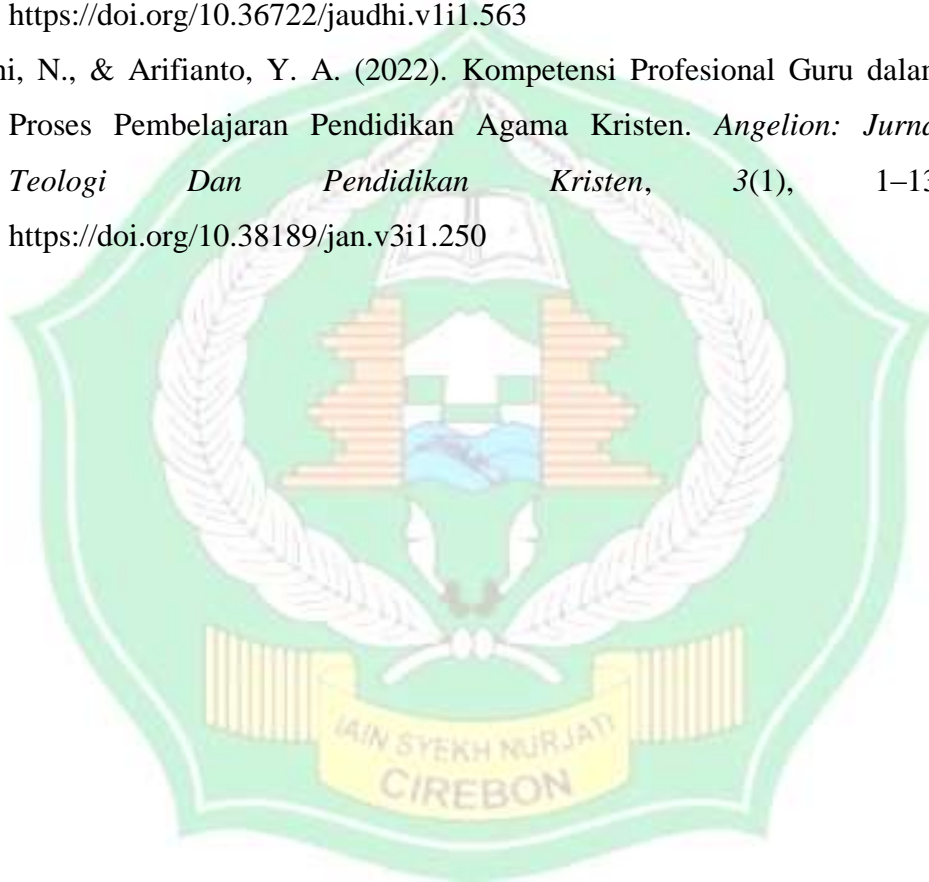 https://doi.org/10.36722/jaudhi.v1i1.563
ni, N., & Arifianto, Y. A. (2022). Kompetensi Profesional Guru dalam
Proses Pembelajaran Pendidikan Agama Kristen. Angelion: Jurna
Teologi Dan Pendidikan Kristen, 3(1), 1–13
https://doi.org/10.38189/jan.v3i1.250
IAIN SYEKH NURJATI
CIREBON